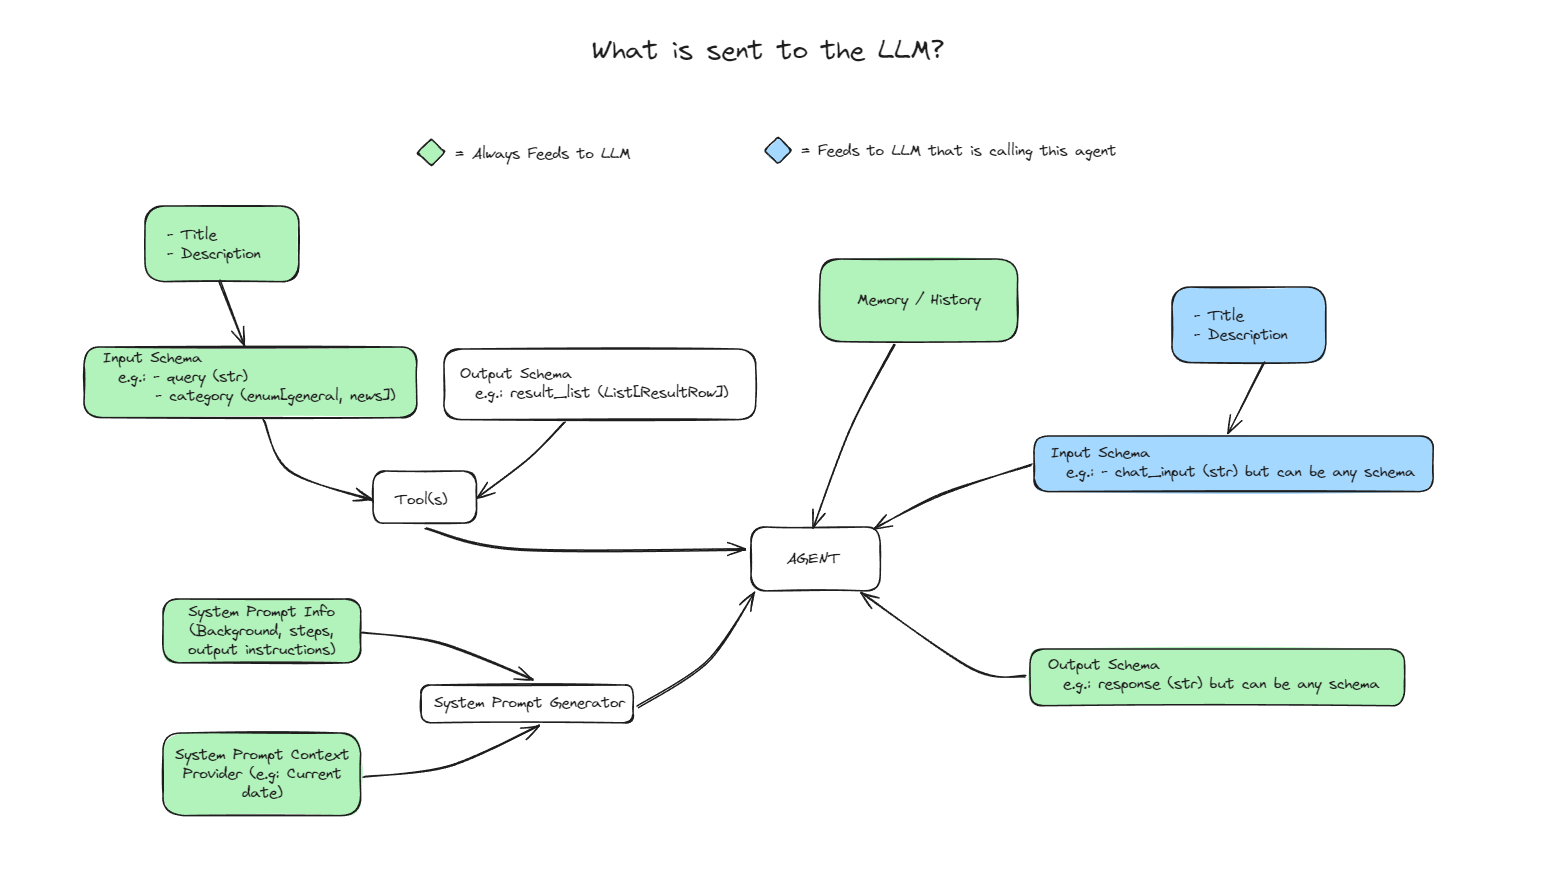 What is sent to the LLM?
= Always Feeds to LLM
= Feeds to LLM that is calling this agent
- Title
- Description
Input Schema
e.g.: - query (str)
- category (enum[general, news])
Output Schema
e.g.: result_list (List[ResultRow])
Tool(s)
Memory / History
- Title
- Description
Input Schema
e.g.: - chat_input (str) but can be any schema
AGENT
System Prompt Info
(Background, steps,
output instructions)
System Prompt Generator
System Prompt Context
Provider (e.g: Current
date)
Output Schema
e.g.: response (str) but can be any schema